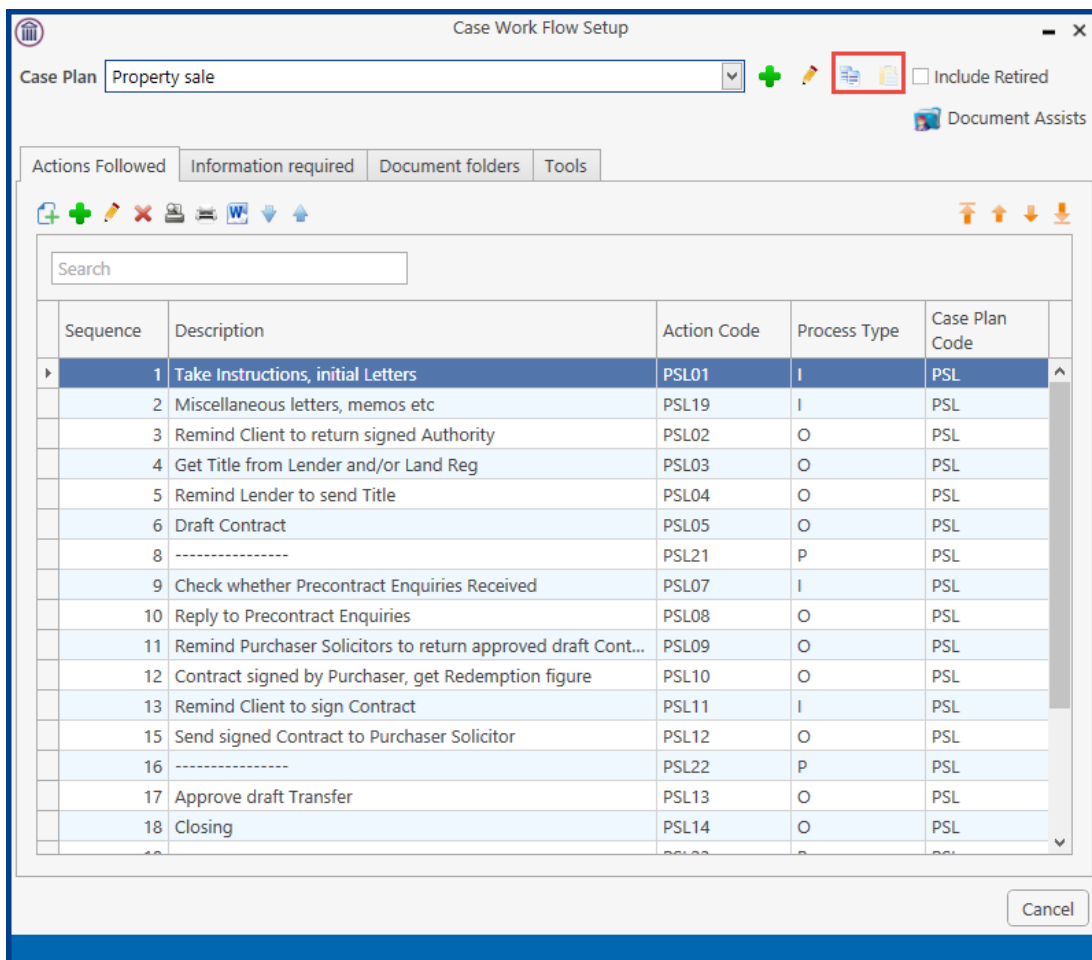 Case Work Flow Setup
Case Plan Property sale Include Retired
Document Assists
Actions Followed Information required Document folders Tools
Search
Sequence Description Action Code Process Type Case Plan Code
1 Take Instructions, initial Letters PSL01 I PSL
2 Miscellaneous letters, memos etc PSL19 I PSL
3 Remind Client to return signed Authority PSL02 O PSL
4 Get Title from Lender and/or Land Reg PSL03 O PSL
5 Remind Lender to send Title PSL04 O PSL
6 Draft Contract PSL05 O PSL
8 ---------------- PSL21 P PSL
9 Check whether Precontract Enquiries Received PSL07 I PSL
10 Reply to Precontract Enquiries PSL08 O PSL
11 Remind Purchaser Solicitors to return approved draft Cont... PSL09 O PSL
12 Contract signed by Purchaser, get Redemption figure PSL10 O PSL
13 Remind Client to sign Contract PSL11 I PSL
15 Send signed Contract to Purchaser Solicitor PSL12 O PSL
16 ---------------- PSL22 P PSL
17 Approve draft Transfer PSL13 O PSL
18 Closing PSL14 O PSL
Cancel